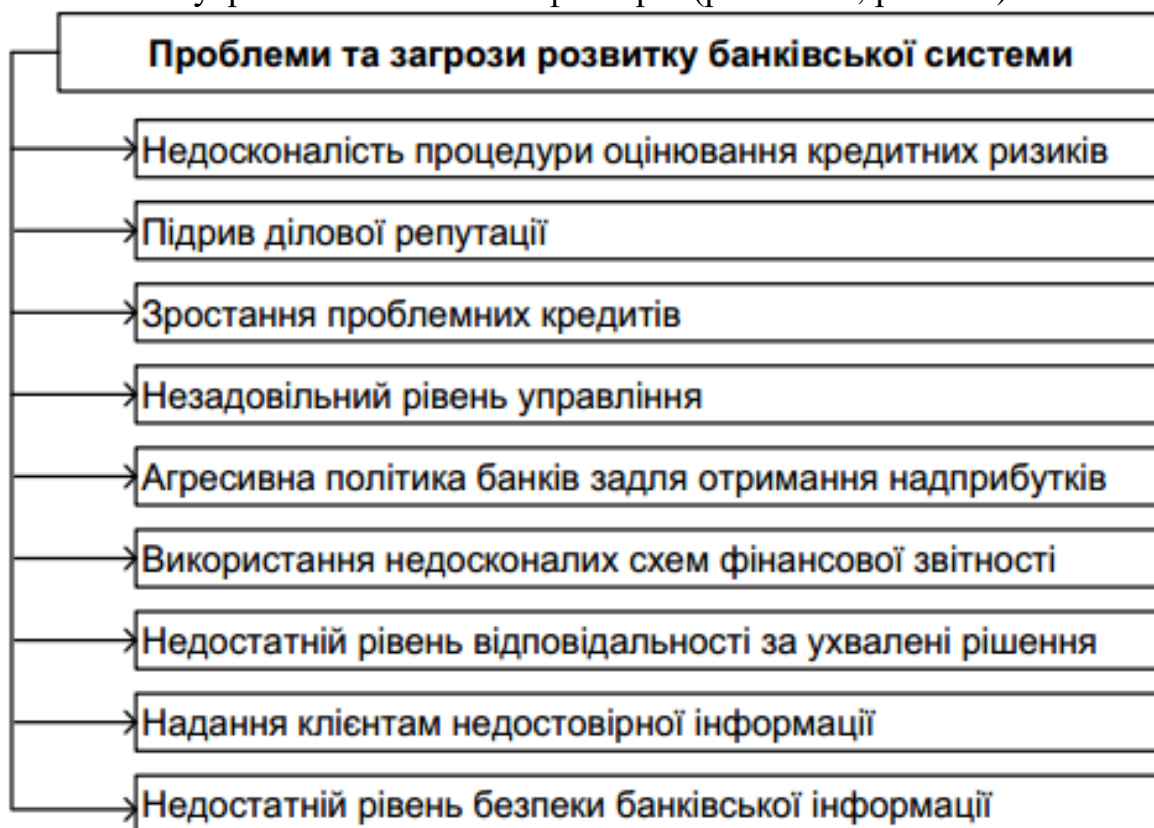 Проблеми та загрози розвитку банківської системи
Недосконалість процедури оцінювання кредитних ризиків
Підрив ділової репутації
Зростання проблемних кредитів
Незадовільний рівень управління
Агресивна політика банків задля отримання надприбутків
Використання недосконалих схем фінансової звітності
Недостатній рівень відповідальності за ухвалені рішення
Надання клієнтам недостовірної інформації
Недостатній рівень безпеки банківської інформації